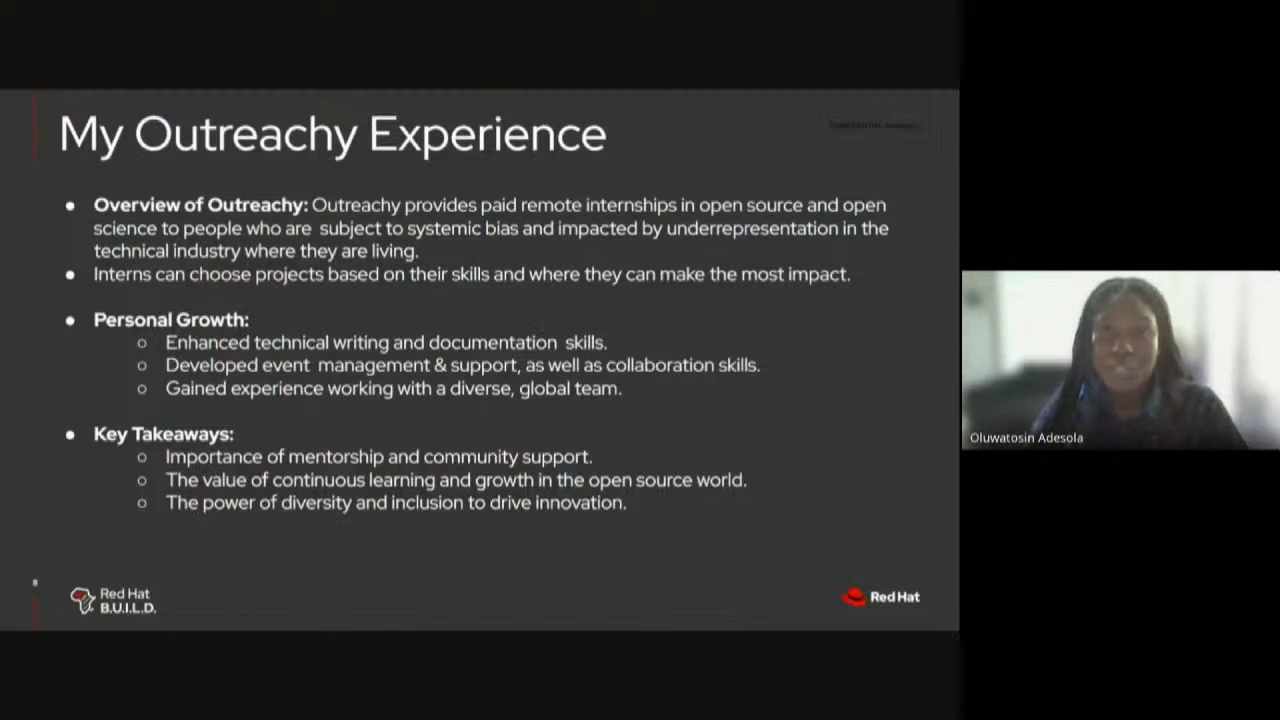 My Outreachy Experience
● Overview of Outreachy: Outreachy provides paid remote internships in open source and open
science to people who are subject to systemic bias and impacted by underrepresentation in the
technical industry where they are living.
● Interns can choose projects based on their skills and where they can make the most impact.
● Personal Growth:
○ Enhanced technical writing and documentation skills.
○ Developed event management & support, as well as collaboration skills.
○ Gained experience working with a diverse, global team.
● Key Takeaways:
○ Importance of mentorship and community support.
○ The value of continuous learning and growth in the open source world.
○ The power of diversity and inclusion to drive innovation.
8
Red Hat
B.U.I.L.D.
Red Hat
Oluwatosin Adesola